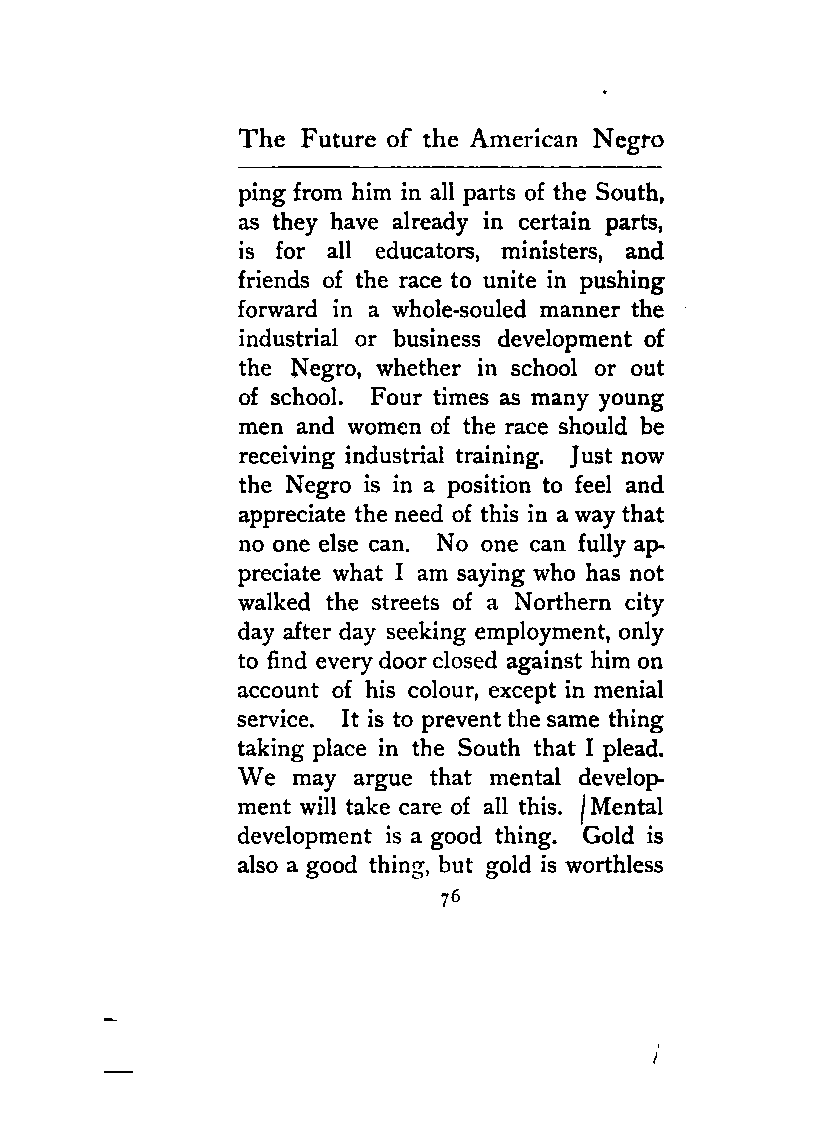 The Future of the American Negro
ping from him in all parts of the South,
as they have already in certain parts,
is for all educators, ministers, and
friends of the race to unite in pushing
forward in a whole-souled manner the
industrial or business development of
the Negro, whether in school or out
of school. Four times as many young
men and women of the race should be
receiving industrial training. Just now
the Negro is in a position to feel and
appreciate the need of this in a way that
no one else can. No one can fully ap-
preciate what I am saying who has not
walked the streets of a Northern city
day after day seeking employment, only
to find every door closed against him on
account of his colour, except in menial
service. It is to prevent the same thing
taking place in the South that I plead.
We may argue that mental develop-
ment will take care of all this. Mental
development is a good thing. Gold is
also a good thing, but gold is worthless
76